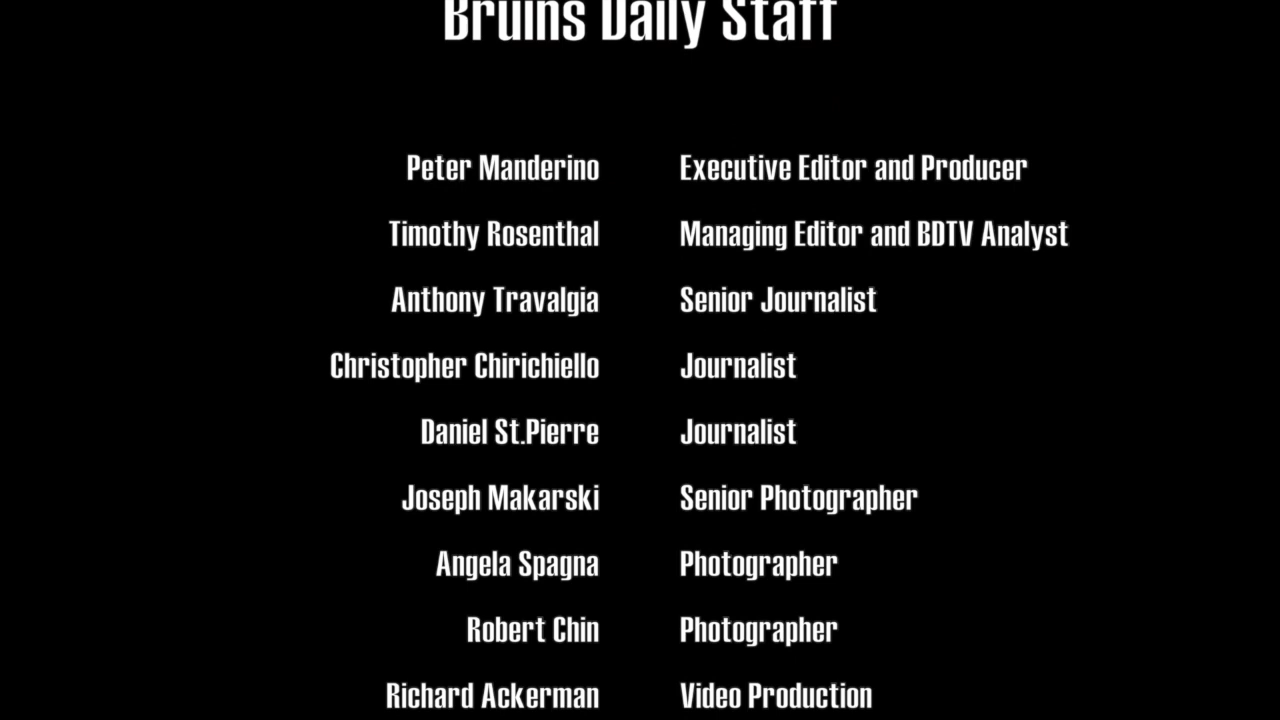 Bruins Daily Staff
Peter Manderino Executive Editor and Producer
Timothy Rosenthal Managing Editor and BDTV Analyst
Anthony Travalgia Senior Journalist
Christopher Chirichiello Journalist
Daniel St.Pierre Journalist
Joseph Makarski Senior Photographer
Angela Spagna Photographer
Robert Chin Photographer
Richard Ackerman Video Production